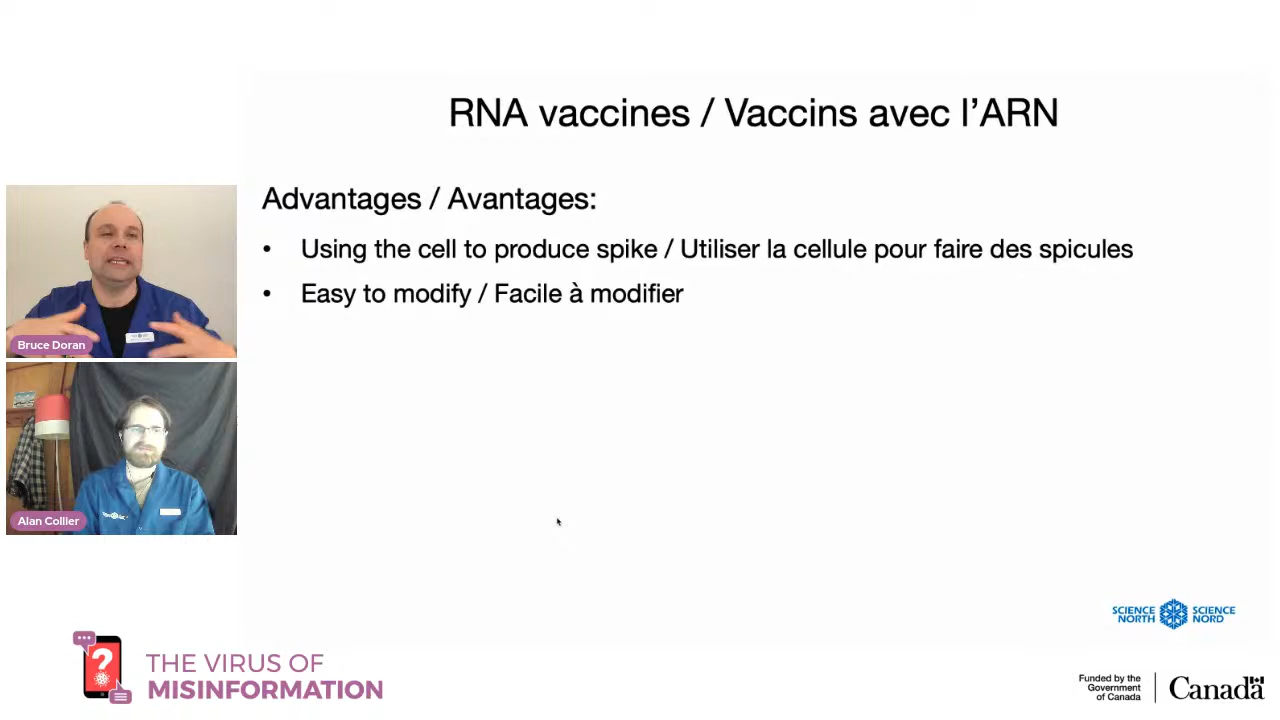 RNA vaccines / Vaccins avec l’ARN
Advantages / Avantages:
• Using the cell to produce spike / Utiliser la cellule pour faire des spicules
• Easy to modify / Facile à modifier
Bruce Doran
Alan Collier
SCIENCE NORTH
SCIENCE NORD
THE VIRUS OF
MISINFORMATION
Funded by the
Government
of Canada
Canada